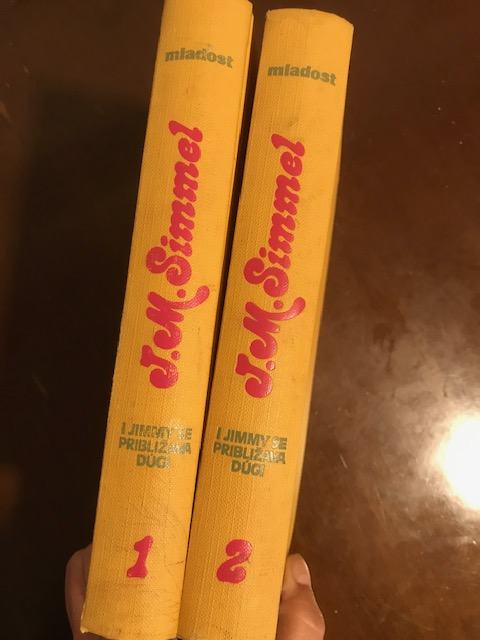 mladost
J.M.Simmel
I JIMMY SE
PRIBLIŽAVA
DUGI
1
mladost
J.M.Simmel
I JIMMY SE
PRIBLIŽAVA
DUGI
2